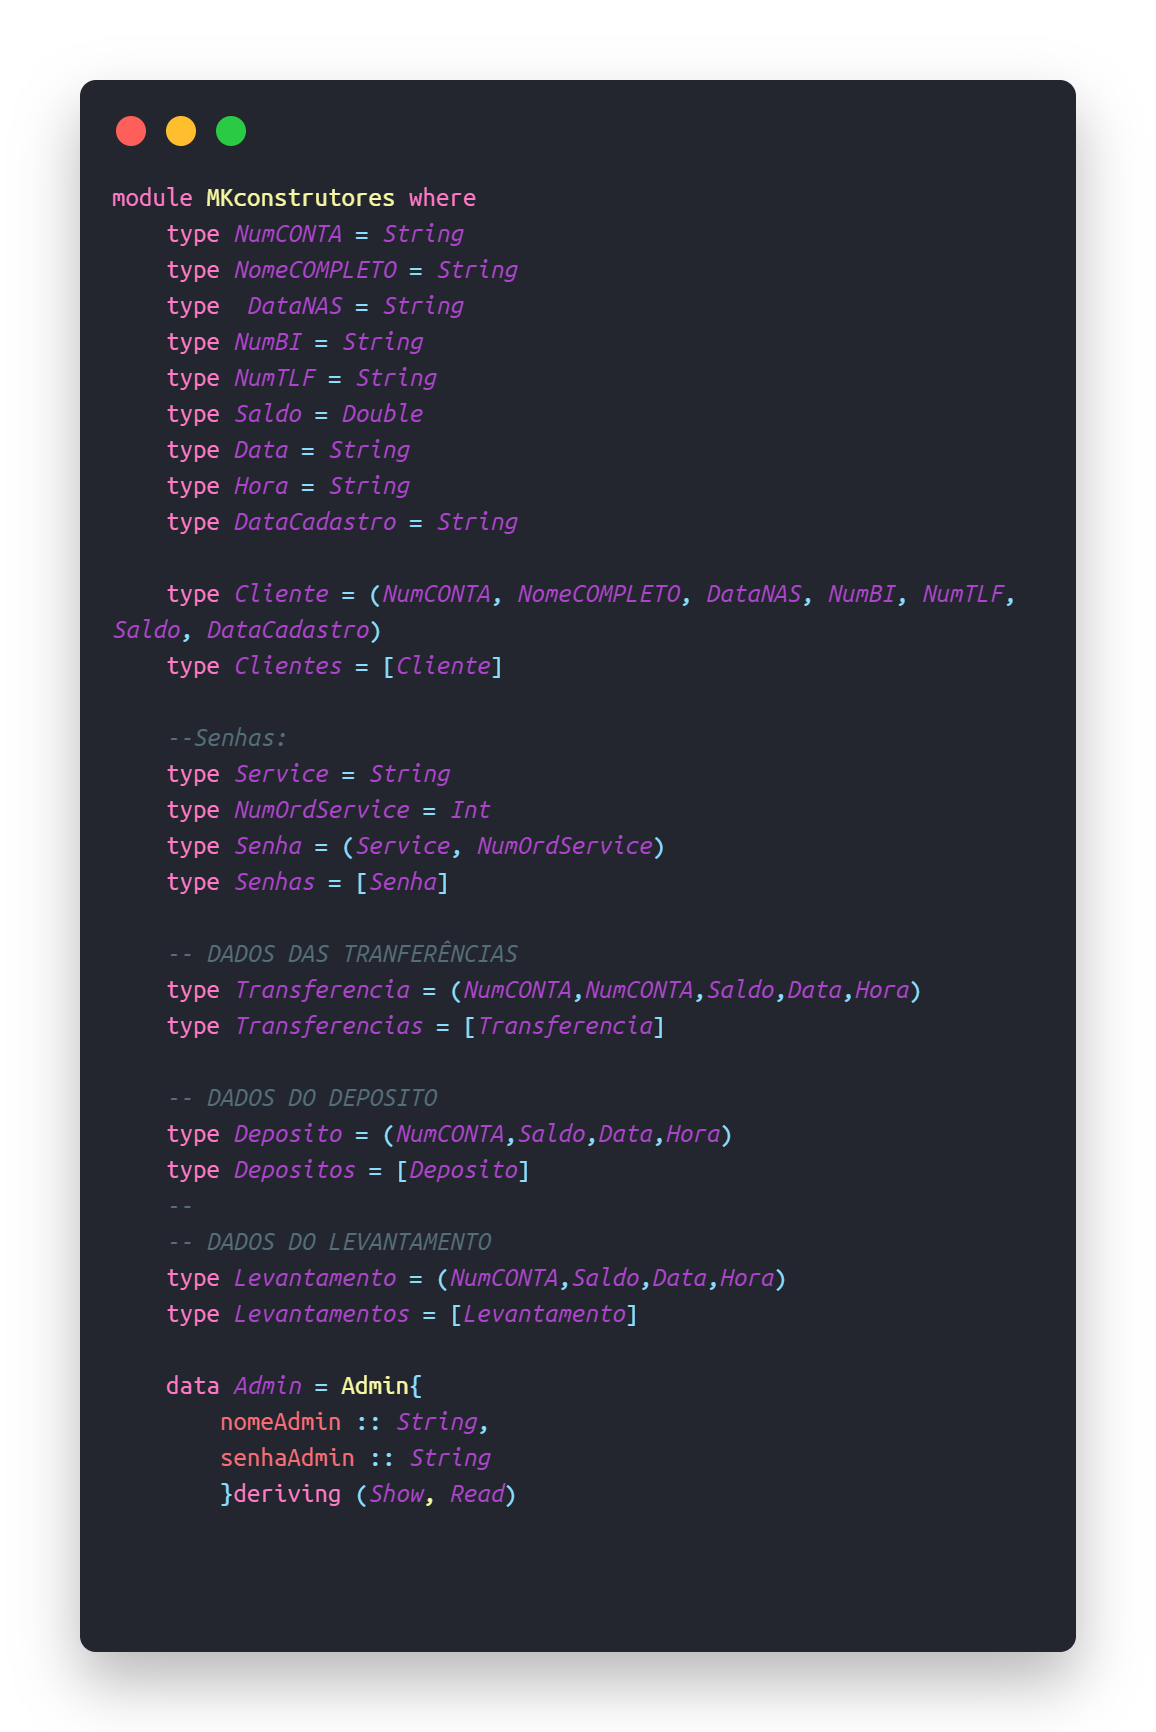 module MKconstrutores where
    type NumCONTA = String
    type NomeCOMPLETO = String
    type  DataNAS = String
    type NumBI = String
    type NumTLF = String
    type Saldo = Double
    type Data = String
    type Hora = String
    type DataCadastro = String

    type Cliente = (NumCONTA, NomeCOMPLETO, DataNAS, NumBI, NumTLF,
Saldo, DataCadastro)
    type Clientes = [Cliente]

    --Senhas:
    type Service = String
    type NumOrdService = Int
    type Senha = (Service, NumOrdService)
    type Senhas = [Senha]

    -- DADOS DAS TRANFERÊNCIAS
    type Transferencia = (NumCONTA,NumCONTA,Saldo,Data,Hora)
    type Transferencias = [Transferencia]

    -- DADOS DO DEPOSITO
    type Deposito = (NumCONTA,Saldo,Data,Hora)
    type Depositos = [Deposito]
    --
    -- DADOS DO LEVANTAMENTO
    type Levantamento = (NumCONTA,Saldo,Data,Hora)
    type Levantamentos = [Levantamento]

    data Admin = Admin{
        nomeAdmin :: String,
        senhaAdmin :: String
        }deriving (Show, Read)